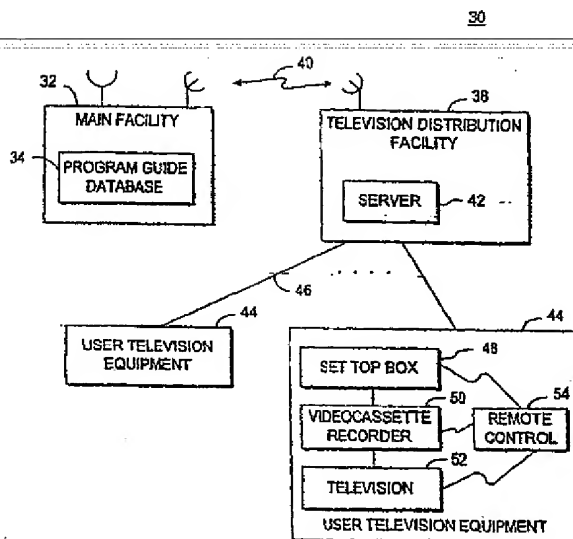 30
40
32
38
MAIN FACILITY
TELEVISION DISTRIBUTION
FACILITY
34
PROGRAM GUIDE
DATABASE
SERVER
42
46
44
44
USER TELEVISION
EQUIPMENT
SET TOP BOX
48
50
54
VIDEOCASSETTE
RECORDER
REMOTE
CONTROL
52
TELEVISION
USER TELEVISION EQUIPMENT